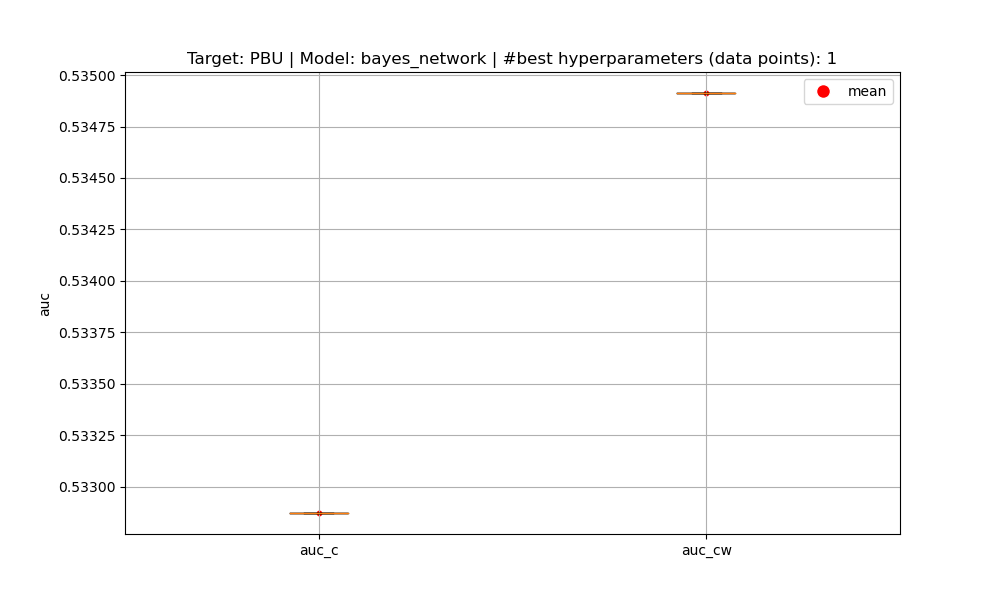 Target: PBU | Model: bayes_network | #best hyperparameters (data points): 1
mean
0.53500
0.53475
0.53450
0.53425
0.53400
0.53375
0.53350
0.53325
0.53300
auc
auc_c
auc_cw